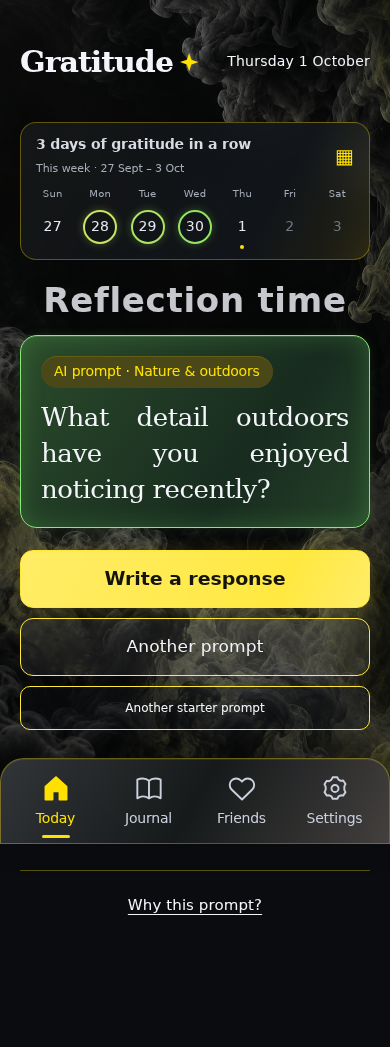 Gratitude
Thursday 1 October
3 days of gratitude in a row
This week · 27 Sept – 3 Oct
Sun Mon Tue Wed Thu Fri Sat
27 28 29 30 1 2 3
Reflection time
AI prompt · Nature & outdoors
What detail outdoors
have you enjoyed
noticing recently?
Write a response
Another prompt
Another starter prompt
Today Journal Friends Settings
Why this prompt?